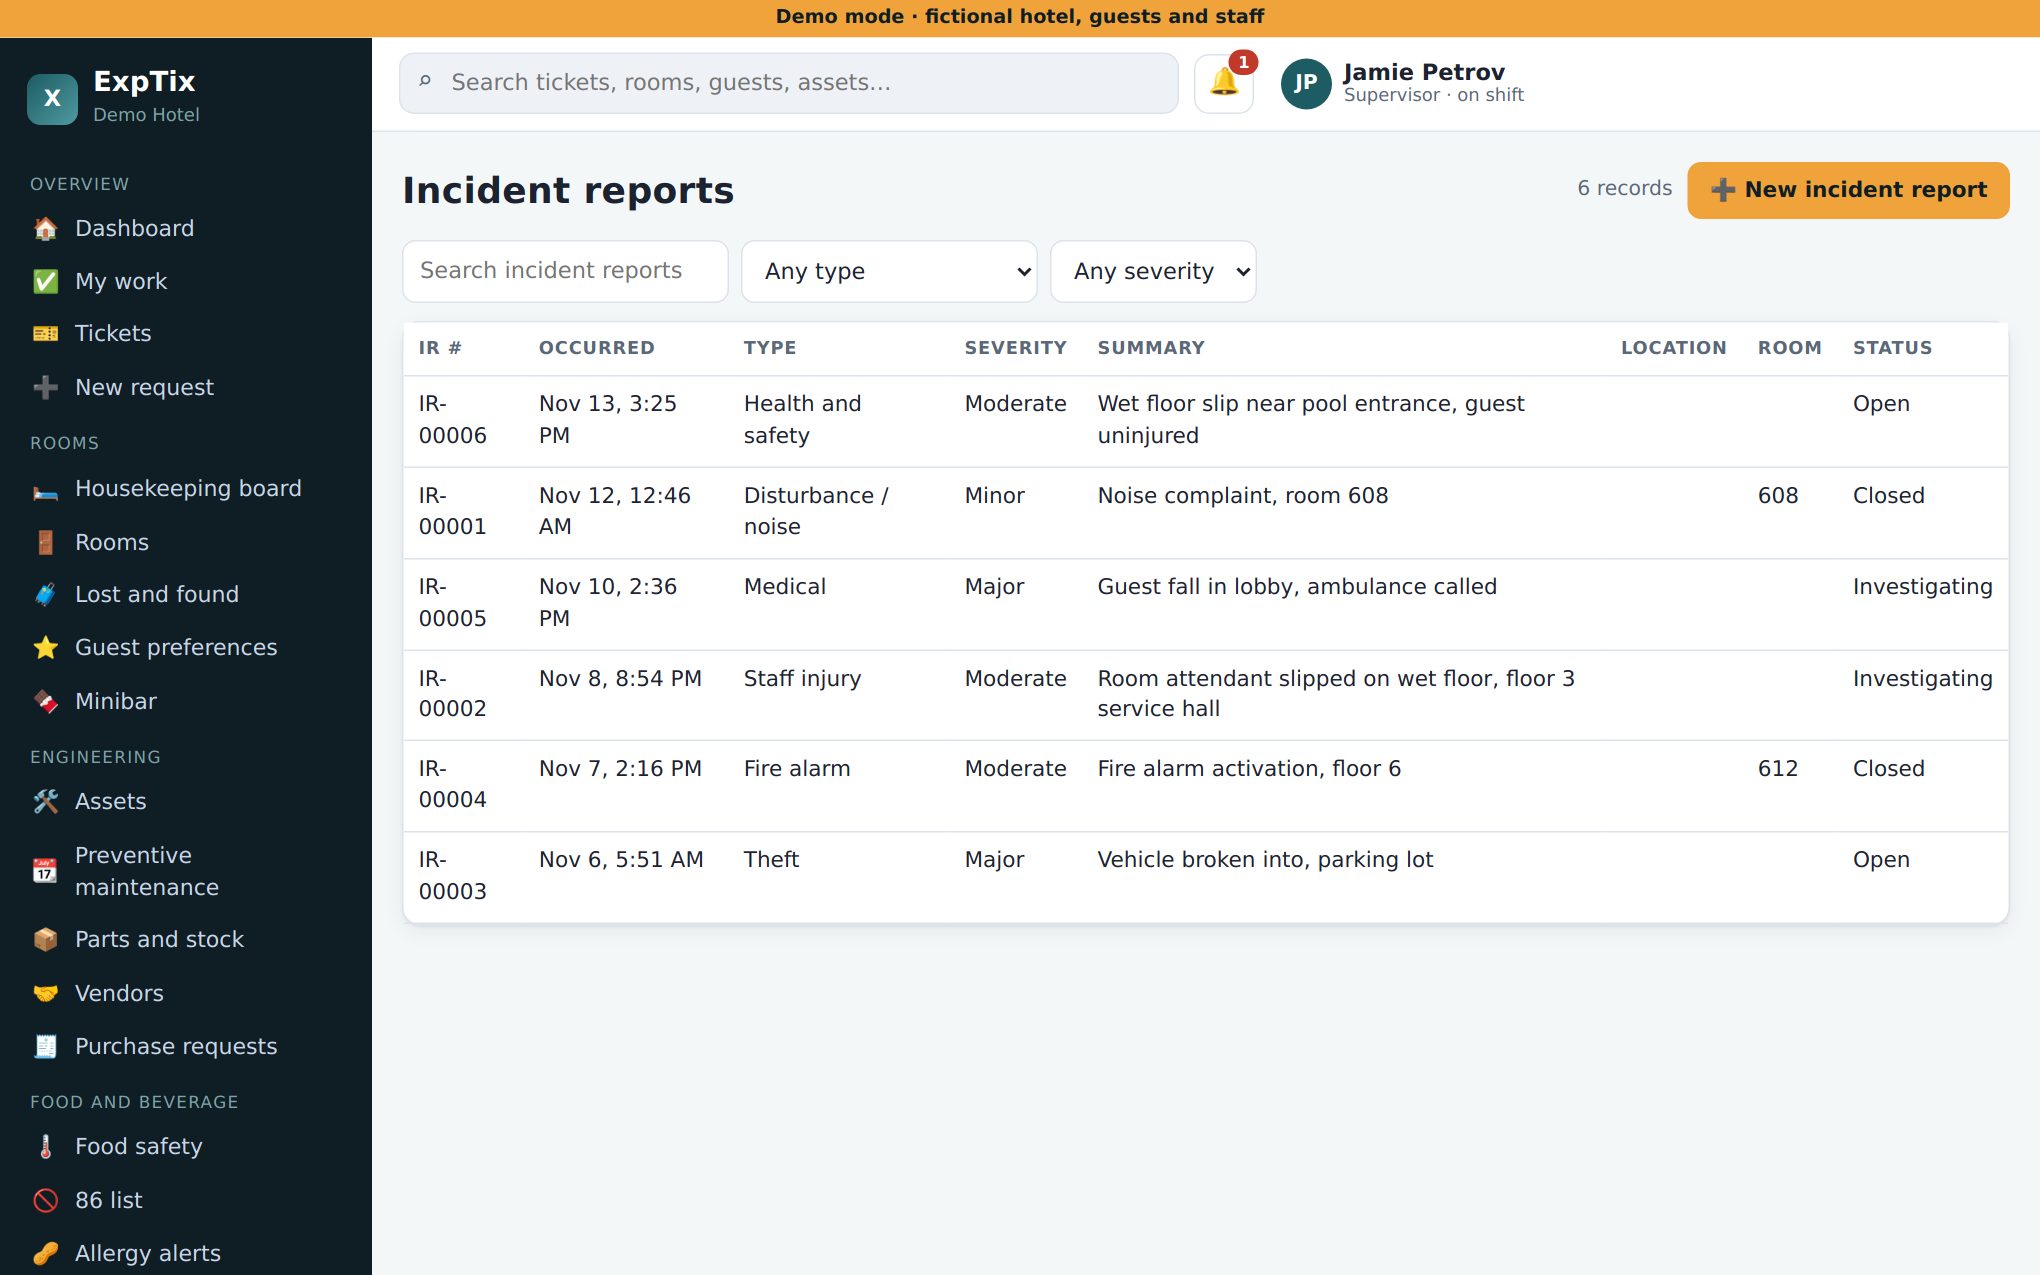 Demo mode · fictional hotel, guests and staff
X
ExpTix
Demo Hotel
OVERVIEW
Dashboard
My work
Tickets
New request
ROOMS
Housekeeping board
Rooms
Lost and found
Guest preferences
Minibar
ENGINEERING
Assets
Preventive
maintenance
Parts and stock
Vendors
Purchase requests
FOOD AND BEVERAGE
Food safety
86 list
Allergy alerts
Search tickets, rooms, guests, assets...
1
JP
Jamie Petrov
Supervisor · on shift
Incident reports
6 records
New incident report
Search incident reports
Any type
Any severity
IR # OCCURRED TYPE SEVERITY SUMMARY LOCATION ROOM STATUS
IR- Nov 13, 3:25 Health and Moderate Wet floor slip near pool entrance, guest Open
00006 PM safety uninjured
IR- Nov 12, 12:46 Disturbance / Minor Noise complaint, room 608 608 Closed
00001 AM noise
IR- Nov 10, 2:36 Medical Major Guest fall in lobby, ambulance called Investigating
00005 PM
IR- Nov 8, 8:54 PM Staff injury Moderate Room attendant slipped on wet floor, floor 3 Investigating
00002 service hall
IR- Nov 7, 2:16 PM Fire alarm Moderate Fire alarm activation, floor 6 612 Closed
00004
IR- Nov 6, 5:51 AM Theft Major Vehicle broken into, parking lot Open
00003